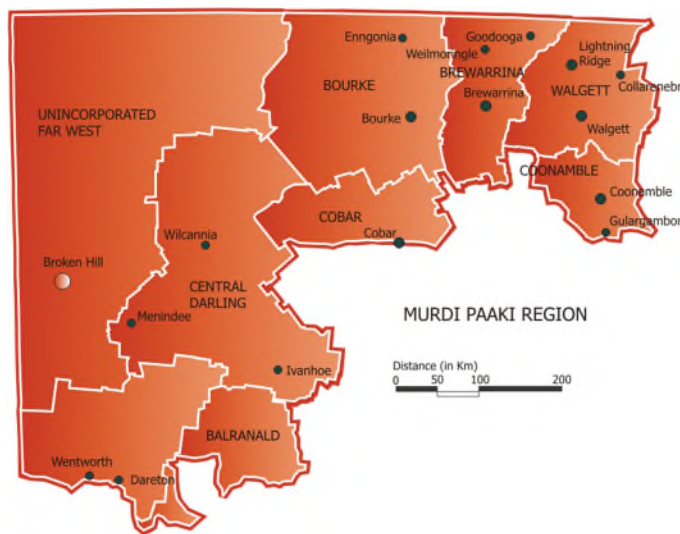 Enngonia
Goodooga
Weilmoringle
Lightning
Ridge
BREWARRINA
Collarenebri
BOURKE
WALGETT
Brewarrina
UNINCORPORATED
FAR WEST
Bourke
Walgett
COONAMBLE
Coonemble
COBAR
Gulargambon
Wilcannia
Cobar
Broken Hill
CENTRAL
DARLING
Menindee
MURDI PAAKI REGION
Ivanhoe
Distance (in Km)
0 50 100 200
BALRANALD
Wentworth
Dareton